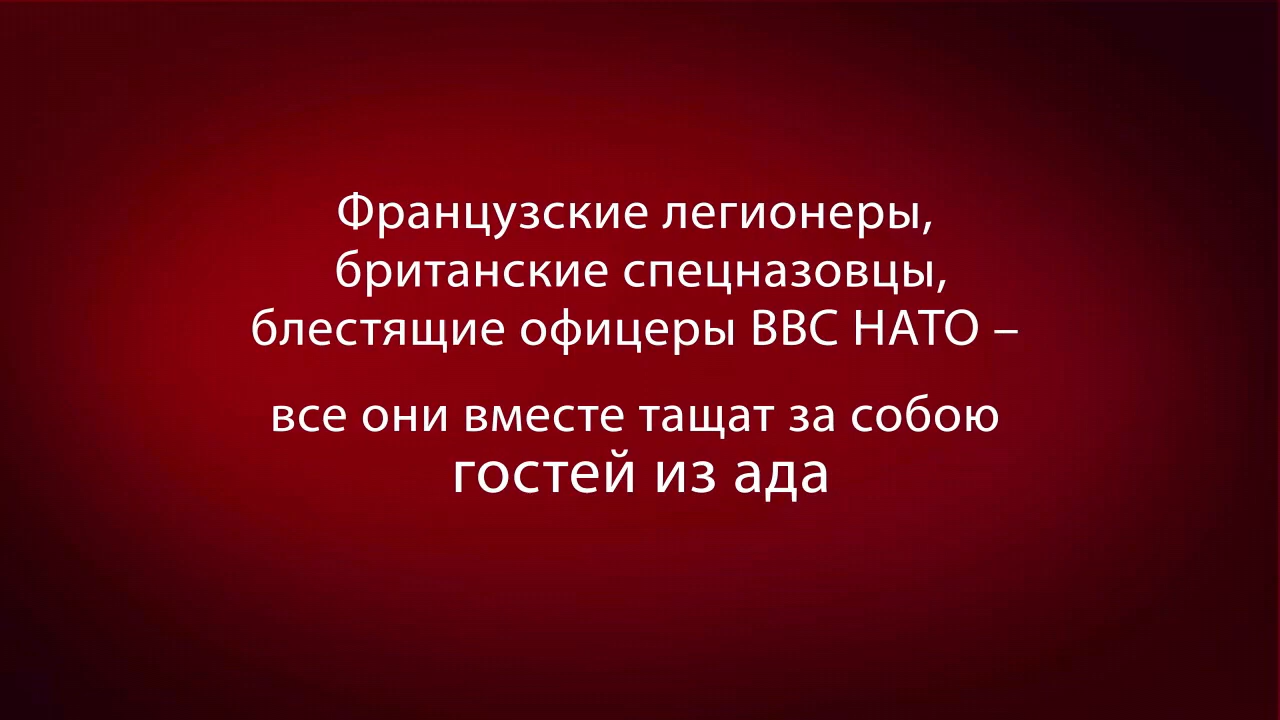 Французские легионеры,
британские спецназовцы,
блестящие офицеры ВВС НАТО –
все они вместе тащат за собою
гостей из ада